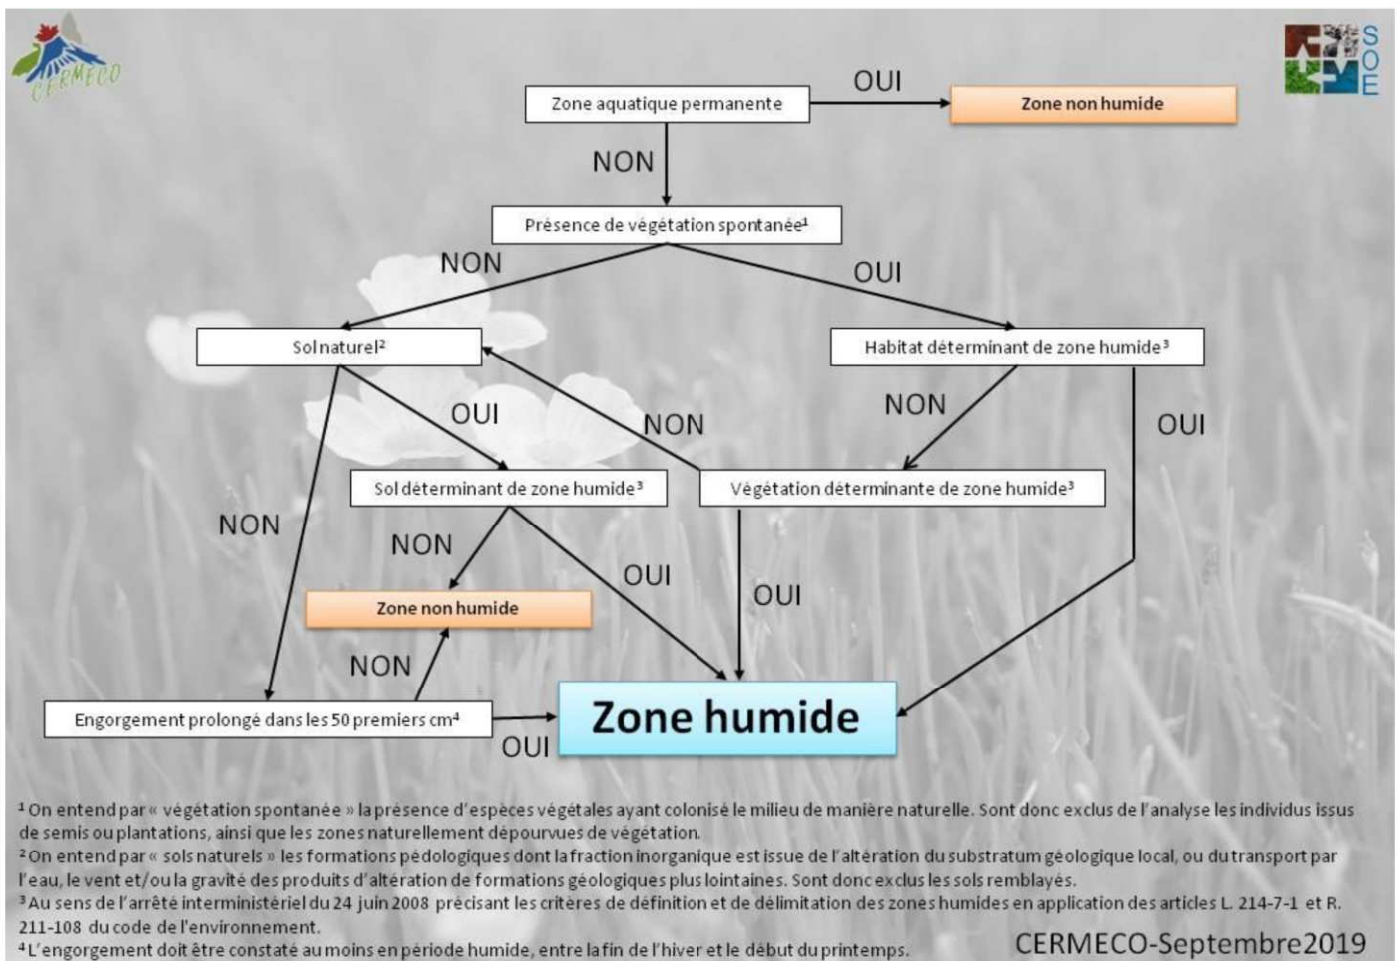 CERMECO
SOE
Zone aquatique permanente
OUI
Zone non humide
NON
Présence de végétation spontanée¹
NON
OUI
Sol naturel²
Habitat déterminant de zone humide³
OUI
NON
NON
OUI
Sol déterminant de zone humide³
Végétation déterminante de zone humide³
NON
NON
OUI
OUI
Zone non humide
NON
Engorgement prolongé dans les 50 premiers cm⁴
OUI
Zone humide
¹ On entend par « végétation spontanée » la présence d'espèces végétales ayant colonisé le milieu de manière naturelle. Sont donc exclus de l'analyse les individus issus
de semis ou plantations, ainsi que les zones naturellement dépourvues de végétation.
² On entend par « sols naturels » les formations pédologiques dont la fraction inorganique est issue de l'altération du substratum géologique local, ou du transport par
l'eau, le vent et/ou la gravité des produits d'altération de formations géologiques plus lointaines. Sont donc exclus les sols remblayés.
³ Au sens de l'arrêté interministériel du 24 juin 2008 précisant les critères de définition et de délimitation des zones humides en application des articles L. 214-7-1 et R.
211-108 du code de l'environnement.
⁴ L'engorgement doit être constaté au moins en période humide, entre la fin de l'hiver et le début du printemps.
CERMECO-Septembre2019